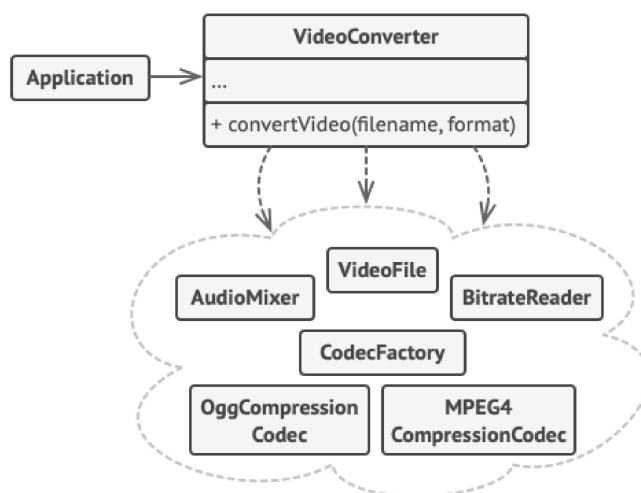 VideoConverter
Application
...
+ convertVideo(filename, format)
VideoFile
AudioMixer
BitrateReader
CodecFactory
OggCompression
Codec
MPEG4
CompressionCodec